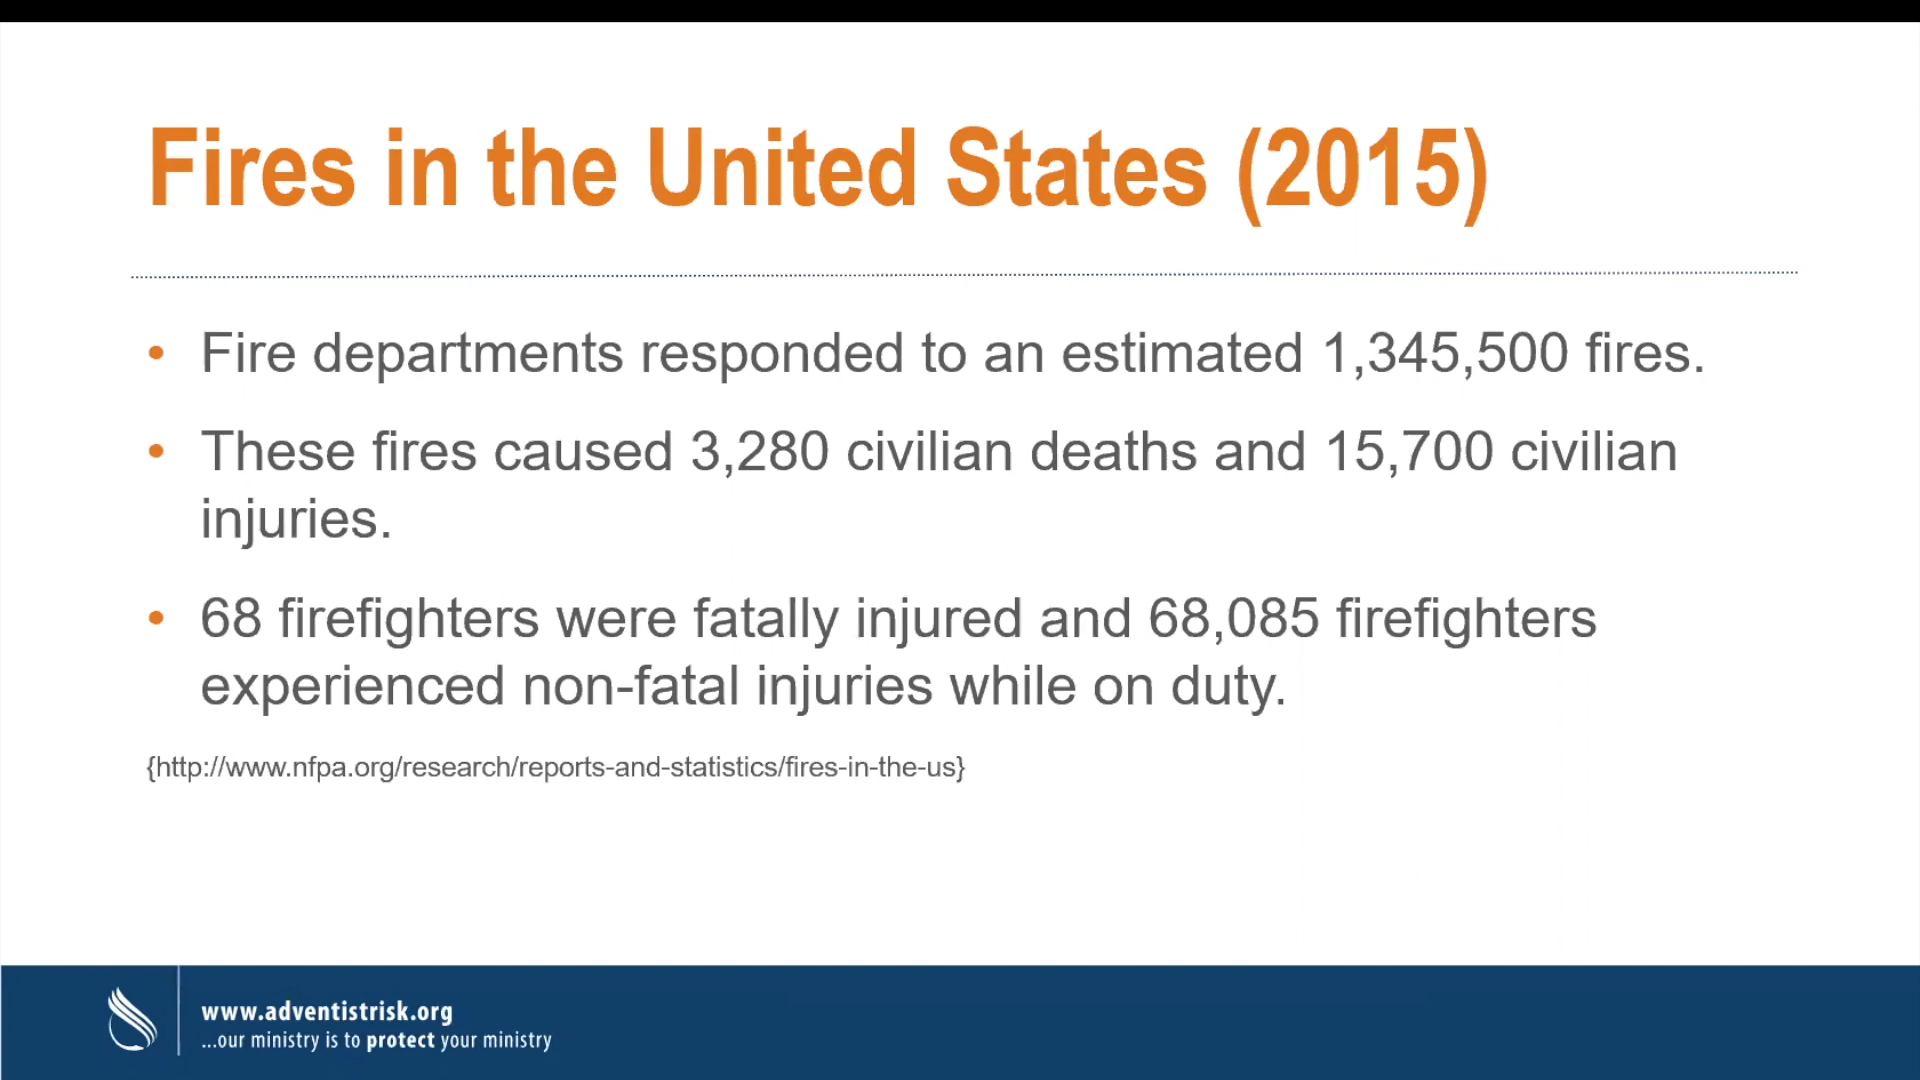 Fires in the United States (2015)
• Fire departments responded to an estimated 1,345,500 fires.
• These fires caused 3,280 civilian deaths and 15,700 civilian
injuries.
• 68 firefighters were fatally injured and 68,085 firefighters
experienced non-fatal injuries while on duty.
{http://www.nfpa.org/research/reports-and-statistics/fires-in-the-us}
www.adventistrisk.org
...our ministry is to protect your ministry